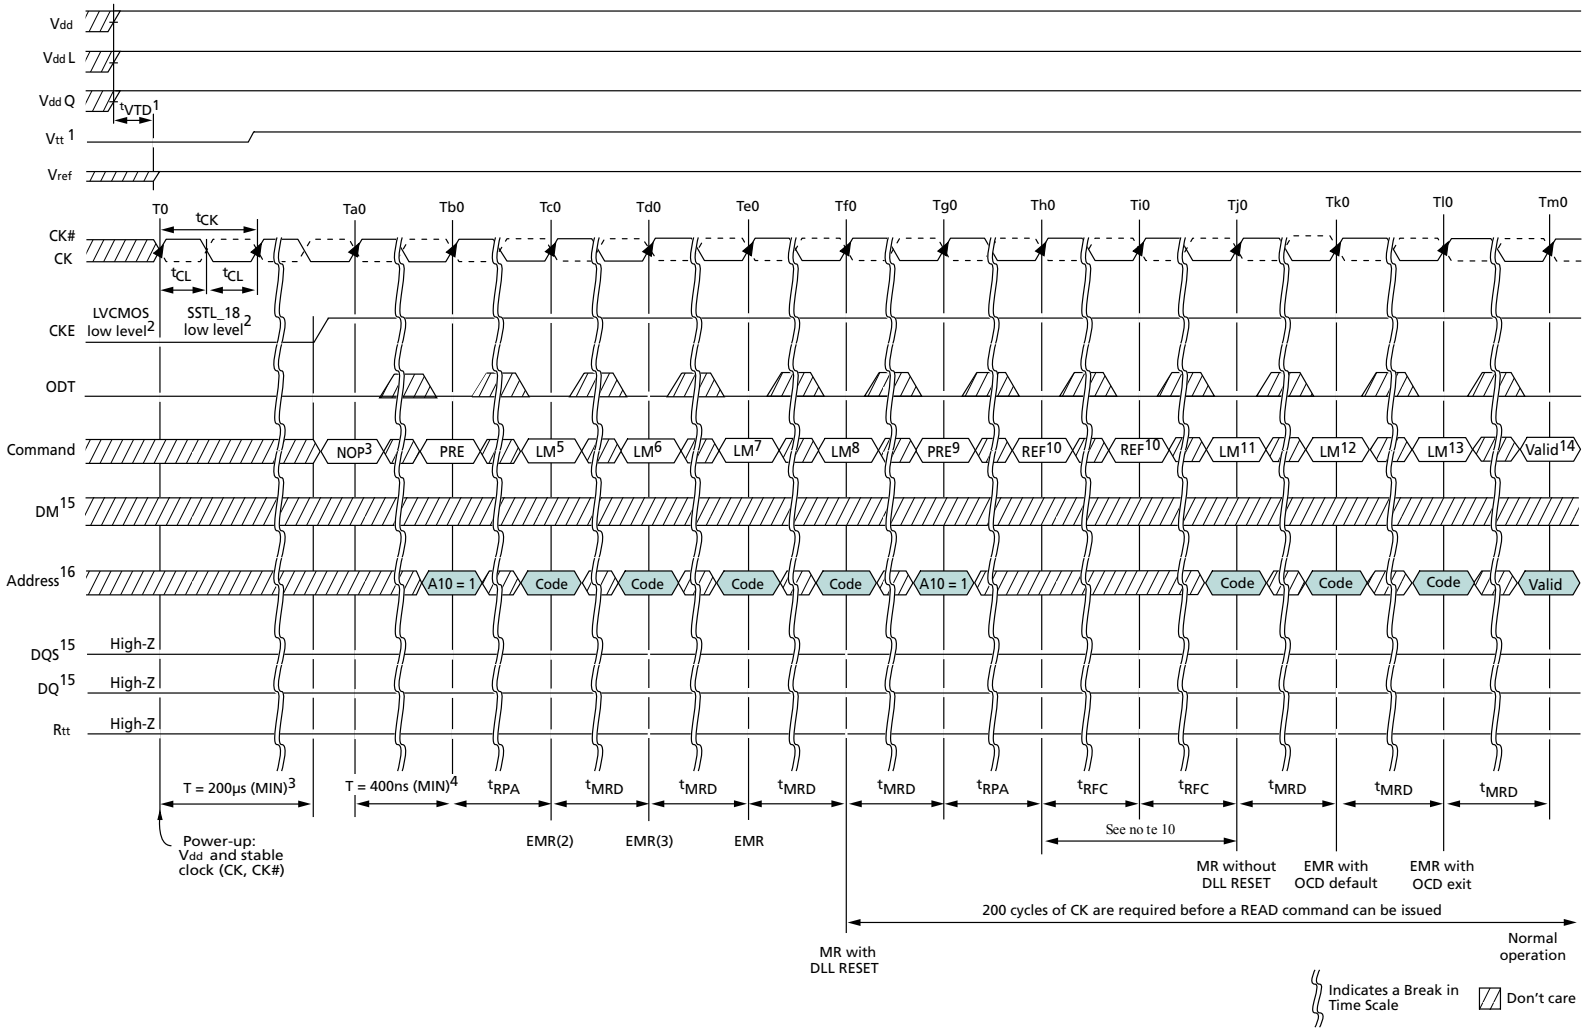 Vdd
Vdd L
Vdd Q
tVTD1
Vtt 1
Vref
T0 Ta0 Tb0 Tc0 Td0 Te0 Tf0 Tg0 Th0 Ti0 Tj0 Tk0 Tl0 Tm0
tCK
CK#
CK
tCL tCL
LVCMOS
low level2
SSTL_18
low level2
CKE
ODT
Command NOP3 PRE LM5 LM6 LM7 LM8 PRE9 REF10 REF10 LM11 LM12 LM13 Valid14
DM15
Address16 A10 = 1 Code Code Code Code A10 = 1 Code Code Code Valid
DQS15 High-Z
DQ15 High-Z
Rtt High-Z
T = 200µs (MIN)3 T = 400ns (MIN)4 tRPA tMRD tMRD tMRD tMRD tRPA tRFC tRFC tMRD tMRD tMRD
Power-up:
Vdd and stable
clock (CK, CK#)
EMR(2) EMR(3) EMR
See no te 10
MR without
DLL RESET
EMR with
OCD default
EMR with
OCD exit
200 cycles of CK are required before a READ command can be issued
MR with
DLL RESET
Normal
operation
Indicates a Break in
Time Scale
Don't care